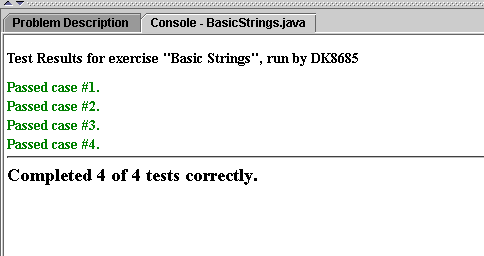 Problem Description
Console - BasicStrings.java
Test Results for exercise "Basic Strings", run by DK8685
Passed case #1.
Passed case #2.
Passed case #3.
Passed case #4.
Completed 4 of 4 tests correctly.